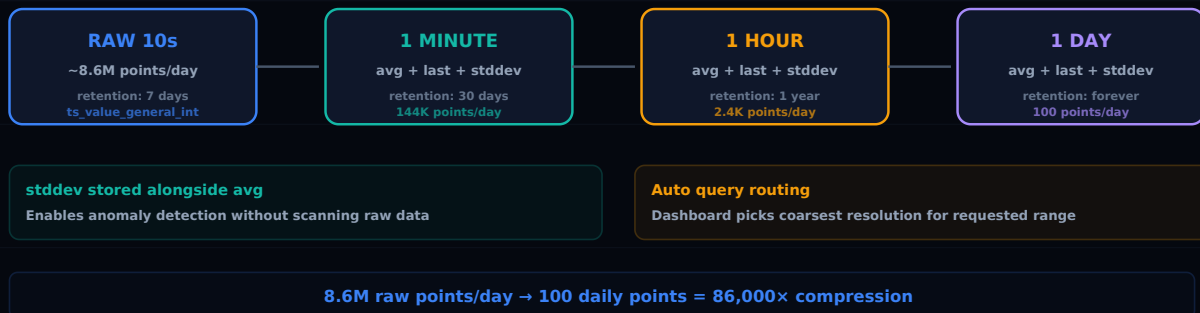 RAW 10s
~8.6M points/day
retention: 7 days
ts_value_general_int
1 MINUTE
avg + last + stddev
retention: 30 days
144K points/day
1 HOUR
avg + last + stddev
retention: 1 year
2.4K points/day
1 DAY
avg + last + stddev
retention: forever
100 points/day
stddev stored alongside avg
Enables anomaly detection without scanning raw data
Auto query routing
Dashboard picks coarsest resolution for requested range
8.6M raw points/day → 100 daily points = 86,000× compression